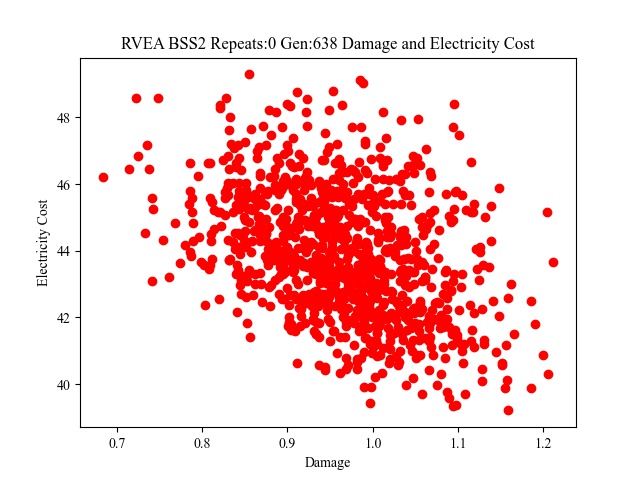 RVEA BSS2 Repeats:0 Gen:638 Damage and Electricity Cost
48
46
44
42
40
Electricity Cost
0.7 0.8 0.9 1.0 1.1 1.2
Damage